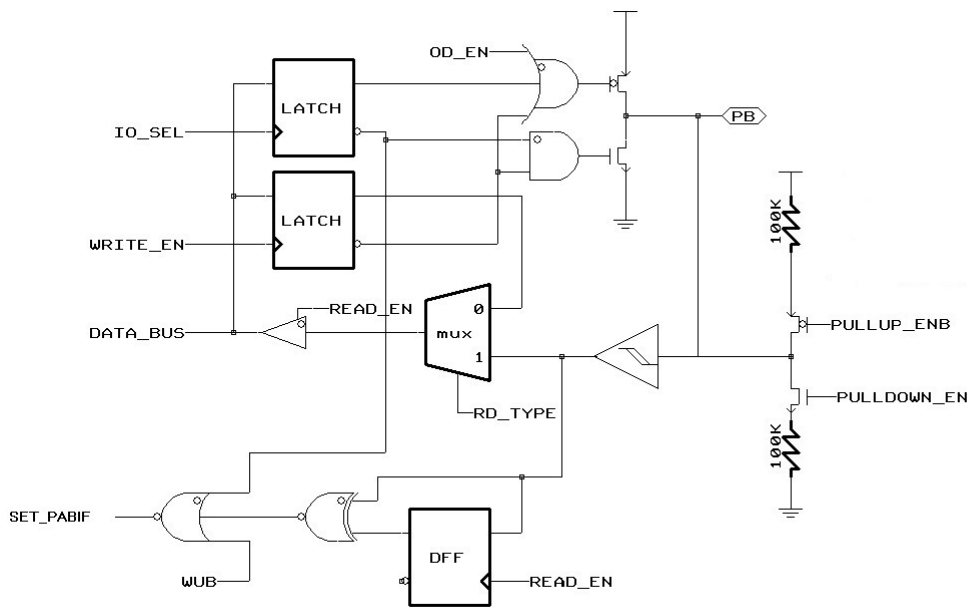 OD_EN
LATCH
IO_SEL
PB
LATCH
WRITE_EN
100K
READ_EN
0
DATA_BUS
mux
PULLUP_ENB
1
PULLDOWN_EN
RD_TYPE
100K
SET_PABIF
DFF
WUB
READ_EN